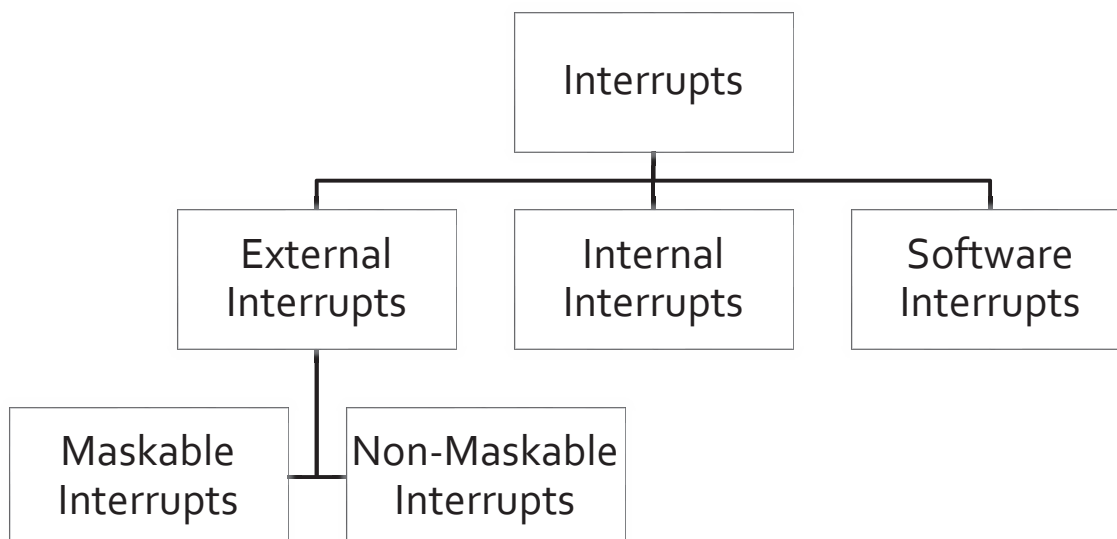 Interrupts
External
Interrupts
Internal
Interrupts
Software
Interrupts
Maskable
Interrupts
Non-Maskable
Interrupts